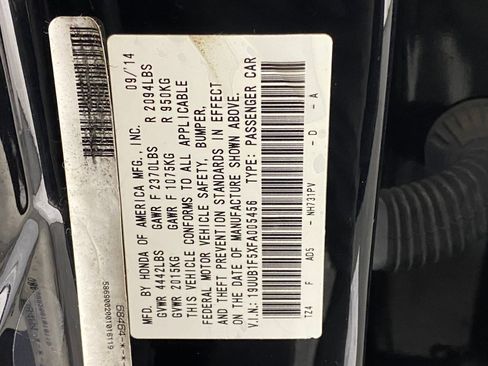 MFD. BY HONDA OF AMERICA MFG., INC. 09/'14
GVWR 4442LBS GAWR F 2370LBS R 2094LBS
GVWR 2015KG GAWR F 1075KG R 950KG
THIS VEHICLE CONFORMS TO ALL APPLICABLE
FEDERAL MOTOR VEHICLE SAFETY, BUMPER,
AND THEFT PREVENTION STANDARDS IN EFFECT
ON THE DATE OF MANUFACTURE SHOWN ABOVE.
V.I.N.: 19UUB1F5XFA005456 TYPE: PASSENGER CAR
TZ4 F AD5 - NH731PV - D - A